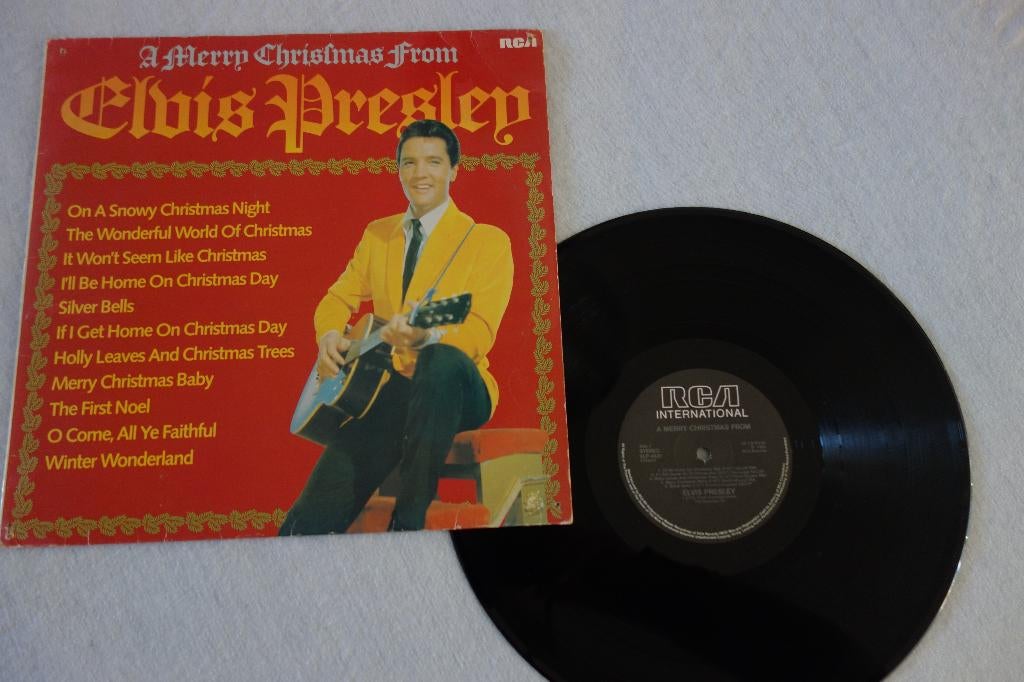 A Merry Christmas From
RCA
Elvis Presley
On A Snowy Christmas Night
The Wonderful World Of Christmas
It Won't Seem Like Christmas
I'll Be Home On Christmas Day
Silver Bells
If I Get Home On Christmas Day
Holly Leaves And Christmas Trees
Merry Christmas Baby
The First Noel
O Come, All Ye Faithful
Winter Wonderland
RCA
INTERNATIONAL
A MERRY CHRISTMAS FROM
STEREO
ELVIS PRESLEY